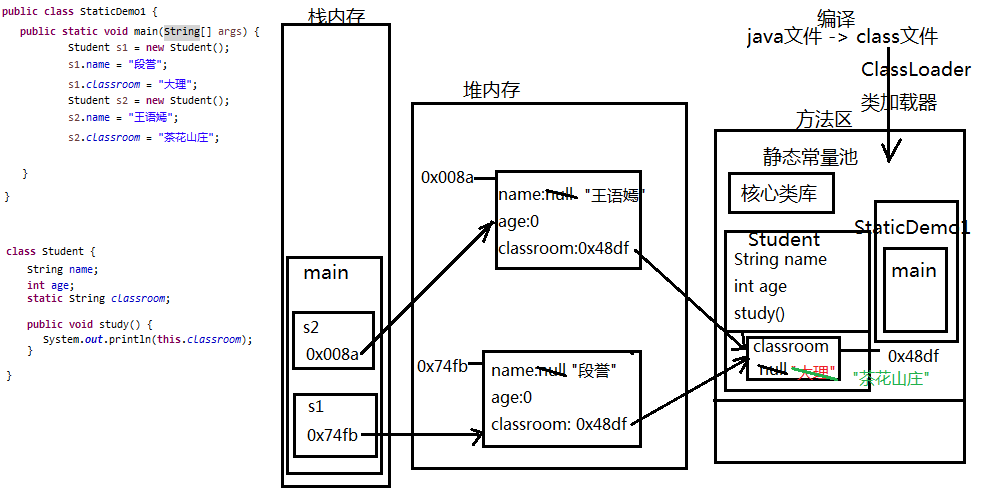 public class StaticDemo1 {
public static void main(String[] args) {
Student s1 = new Student();
s1.name = "段誉";
s1.classroom = "大理";
Student s2 = new Student();
s2.name = "王语嫣";
s2.classroom = "茶花山庄";
}
}
class Student {
String name;
int age;
static String classroom;
public void study() {
System.out.println(this.classroom);
}
}
栈内存
main
s2
0x008a
s1
0x74fb
堆内存
0x008a
name:null "王语嫣"
age:0
classroom:0x48df
0x74fb
name:null "段誉"
age:0
classroom: 0x48df
编译
java文件 -> class文件
ClassLoader
类加载器
方法区
静态常量池
核心类库
StaticDemo1
main
Student
String name
int age
study()
classroom
0x48df
null "大理" "茶花山庄"